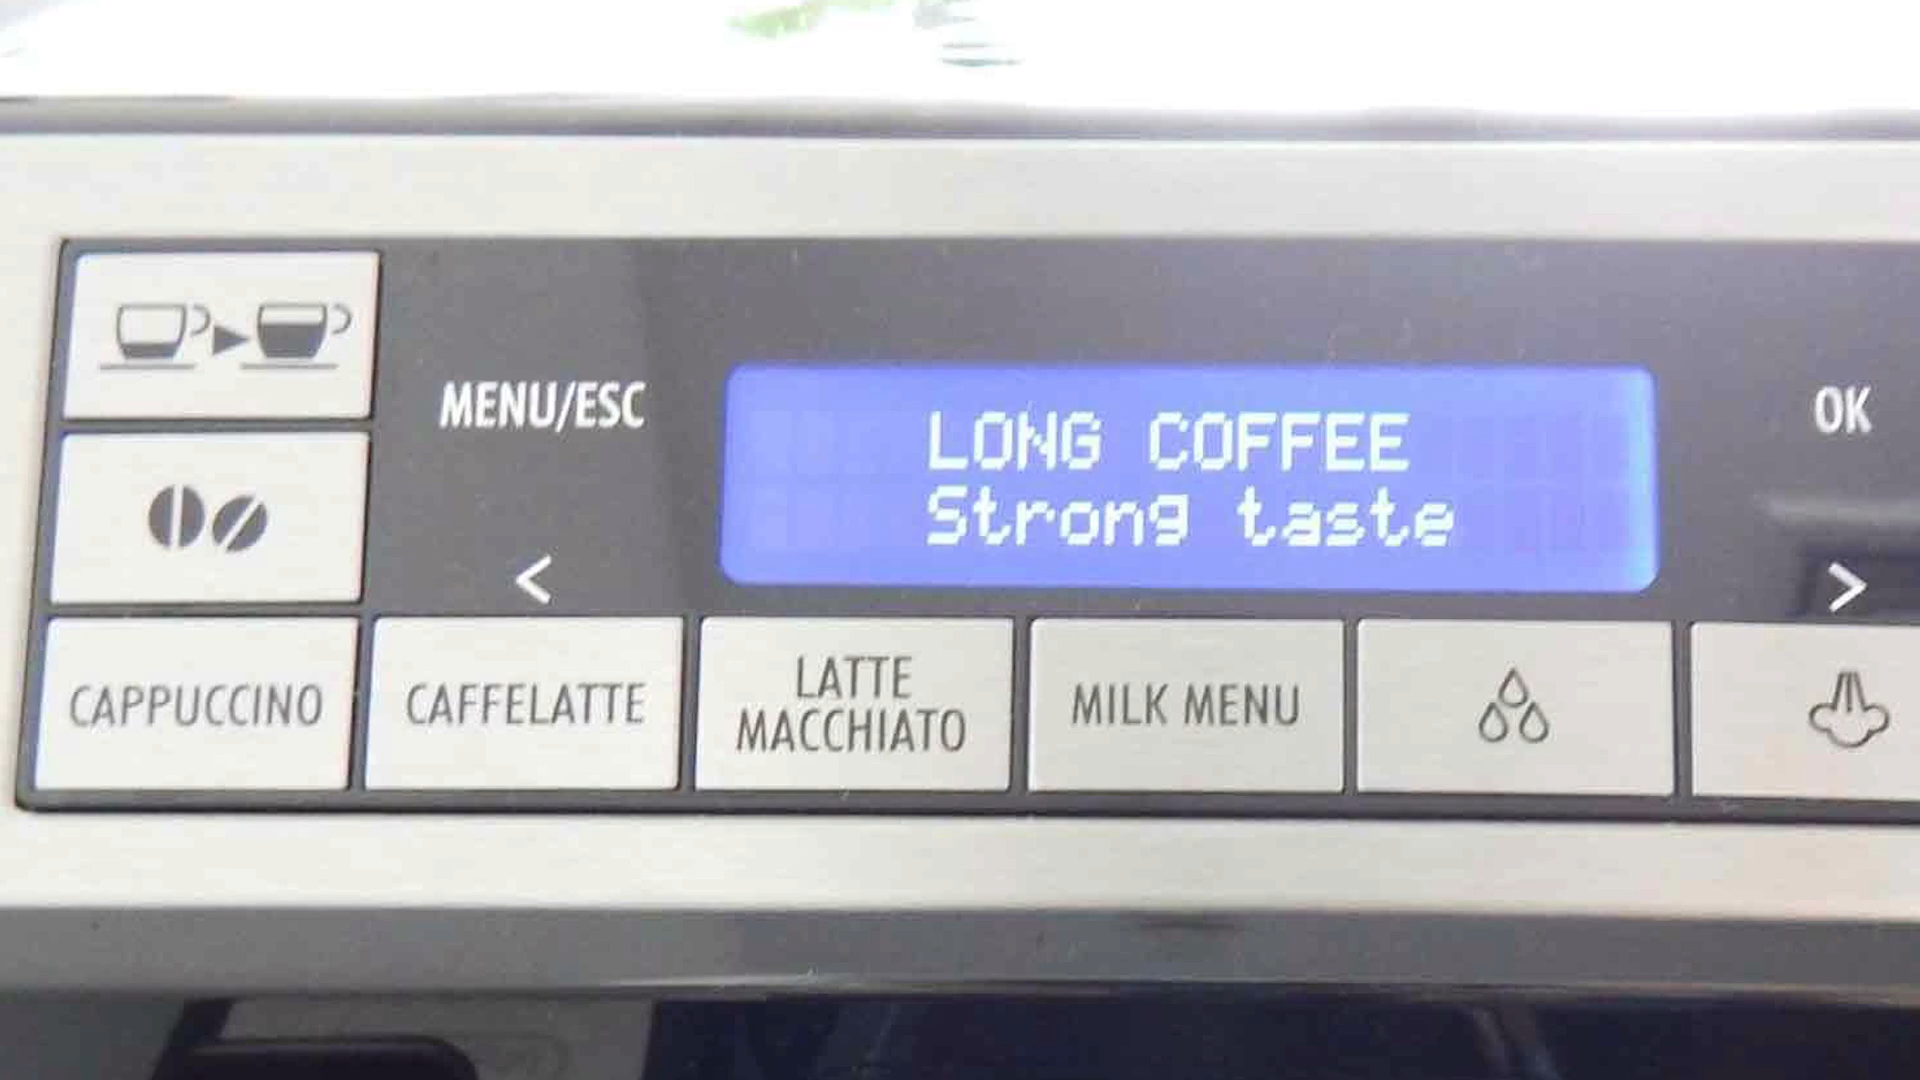 MENU/ESC
LONG COFFEE
Strong taste
OK
<
>
CAPPUCCINO
CAFFELATTE
LATTE
MACCHIATO
MILK MENU